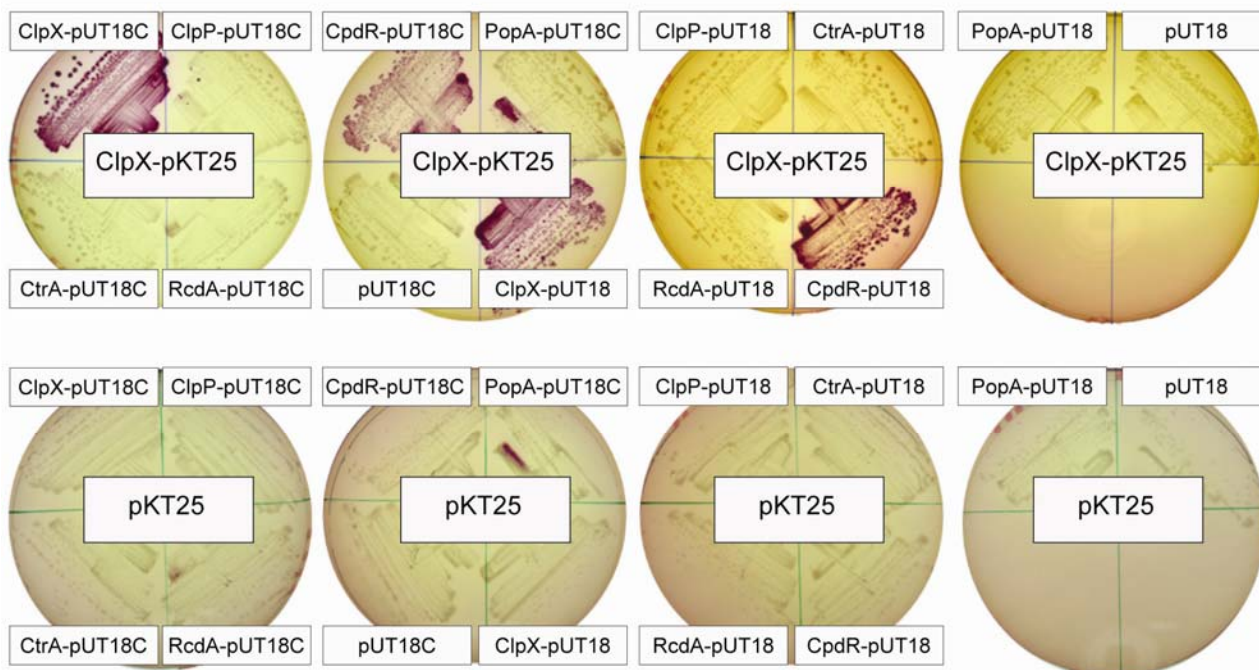 ClpX-pUT18C ClpP-pUT18C CpdR-pUT18C PopA-pUT18C ClpP-pUT18 CtrA-pUT18 PopA-pUT18 pUT18
ClpX-pKT25 ClpX-pKT25 ClpX-pKT25 ClpX-pKT25
CtrA-pUT18C RcdA-pUT18C pUT18C ClpX-pUT18 RcdA-pUT18 CpdR-pUT18
ClpX-pUT18C ClpP-pUT18C CpdR-pUT18C PopA-pUT18C ClpP-pUT18 CtrA-pUT18 PopA-pUT18 pUT18
pKT25 pKT25 pKT25 pKT25
CtrA-pUT18C RcdA-pUT18C pUT18C ClpX-pUT18 RcdA-pUT18 CpdR-pUT18